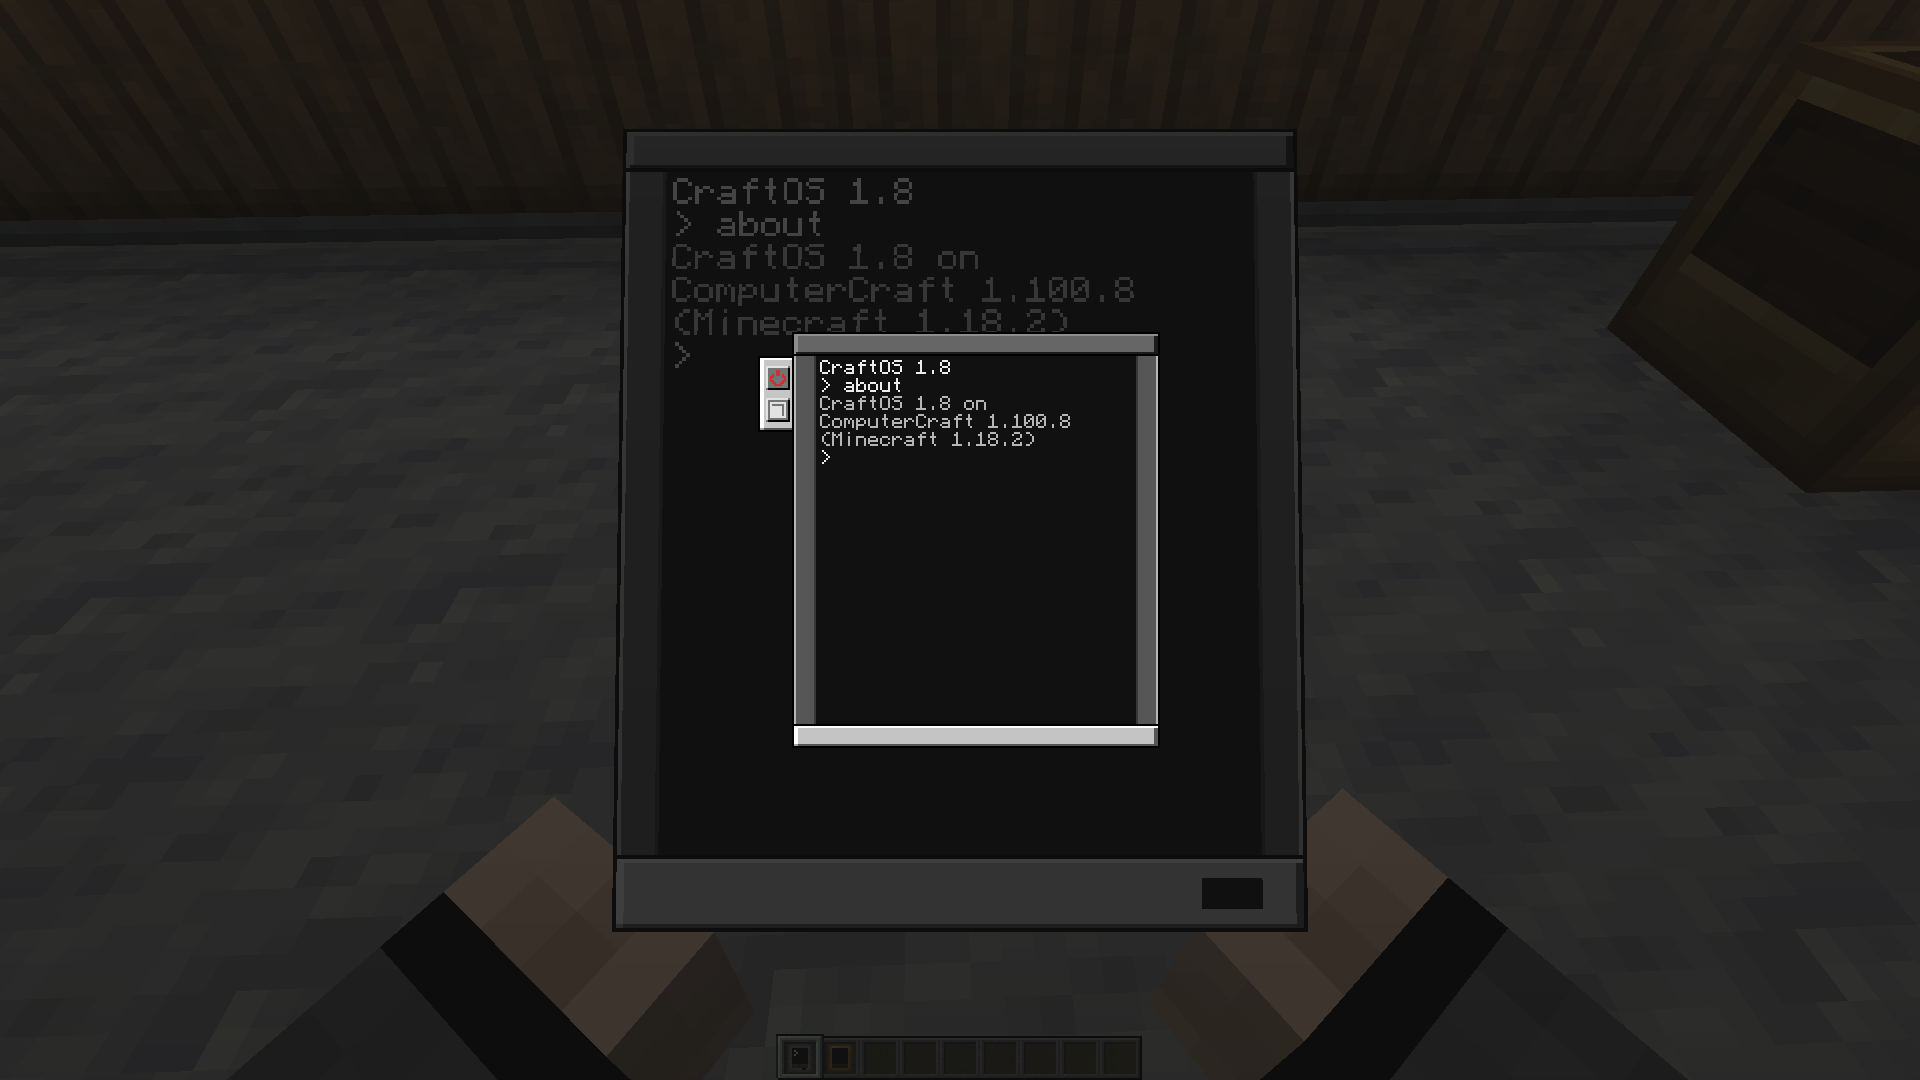 CraftOS 1.8
> about
CraftOS 1.8 on
ComputerCraft 1.100.8
(Minecraft 1.18.2)
>
CraftOS 1.8
> about
CraftOS 1.8 on
ComputerCraft 1.100.8
(Minecraft 1.18.2)
>